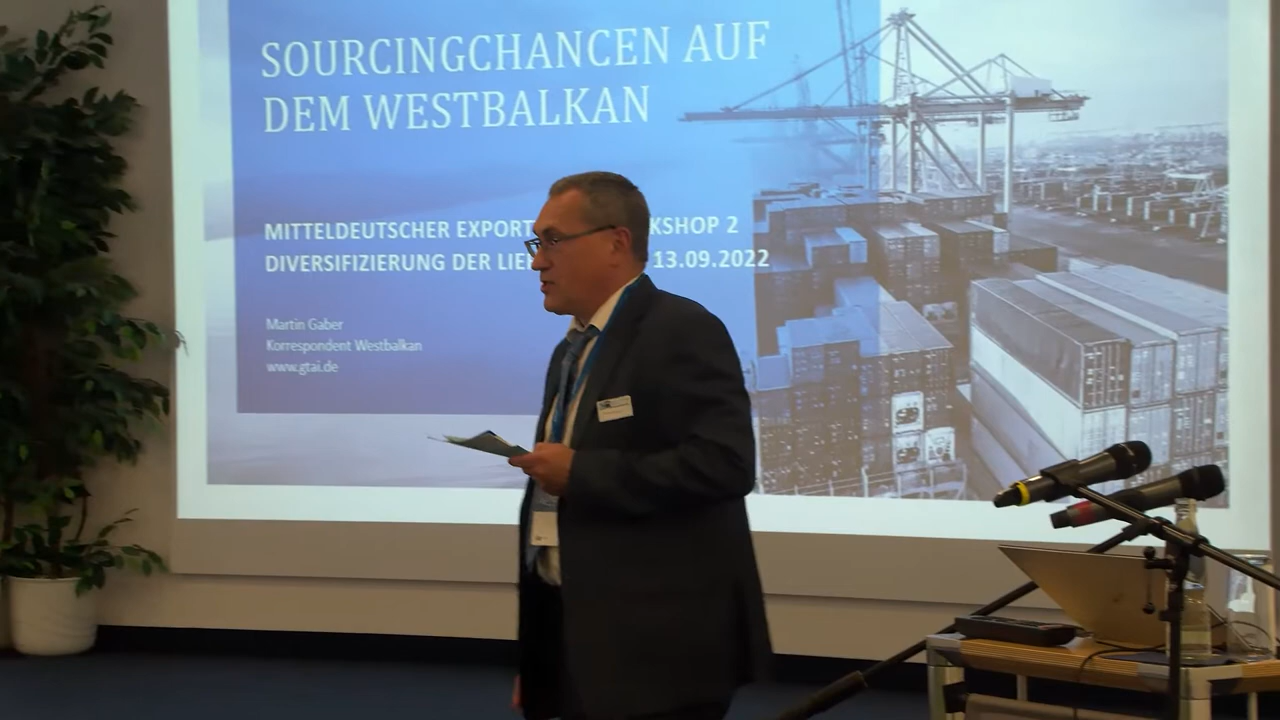 SOURCINGCHANCEN AUF
DEM WESTBALKAN
MITTELDEUTSCHER EXPORT KSHOP 2
DIVERSIFIZIERUNG DER LIE 13.09.2022
Martin Gaber
Korrespondent Westbalkan
www.gtai.de